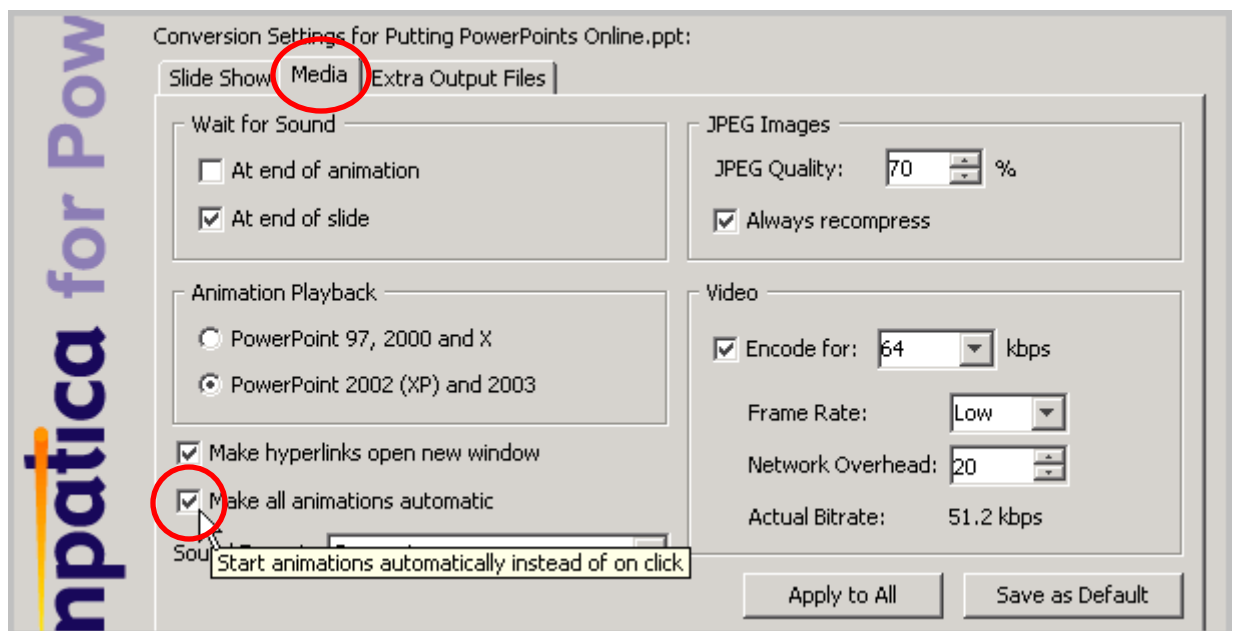 mpatica for Pow
Conversion Settings for Putting PowerPoints Online.ppt:
Slide Show Media Extra Output Files
Wait for Sound
At end of animation
At end of slide
Animation Playback
PowerPoint 97, 2000 and X
PowerPoint 2002 (XP) and 2003
Make hyperlinks open new window
Make all animations automatic
Sou
Start animations automatically instead of on click
JPEG Images
JPEG Quality: 70 %
Always recompress
Video
Encode for: 64 kbps
Frame Rate: Low
Network Overhead: 20
Actual Bitrate: 51.2 kbps
Apply to All Save as Default